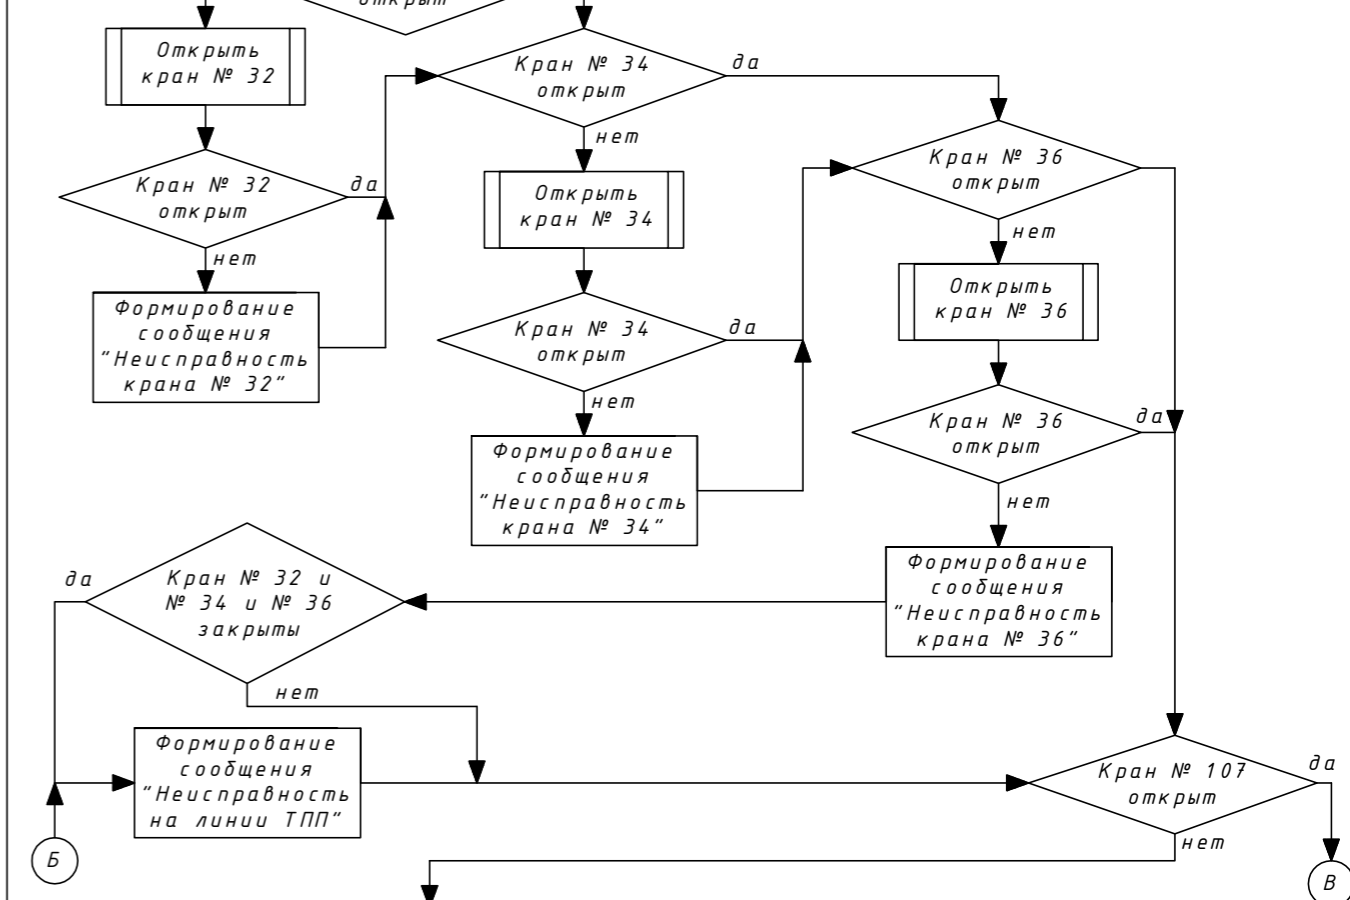 открыт
Открыть
кран № 32
Кран № 34
открыт
да
нет
Кран № 36
открыт
Кран № 32
открыт
да
Открыть
кран № 34
нет
нет
Формирование
сообщения
"Неисправность
крана № 32"
Кран № 34
открыт
да
Открыть
кран № 36
нет
Кран № 36
открыт
да
Формирование
сообщения
"Неисправность
крана № 34"
нет
да
Кран № 32 и
№ 34 и № 36
закрыты
Формирование
сообщения
"Неисправность
крана № 36"
нет
Формирование
сообщения
"Неисправность
на линии ТПП"
Кран № 107
открыт
да
нет
Б
В